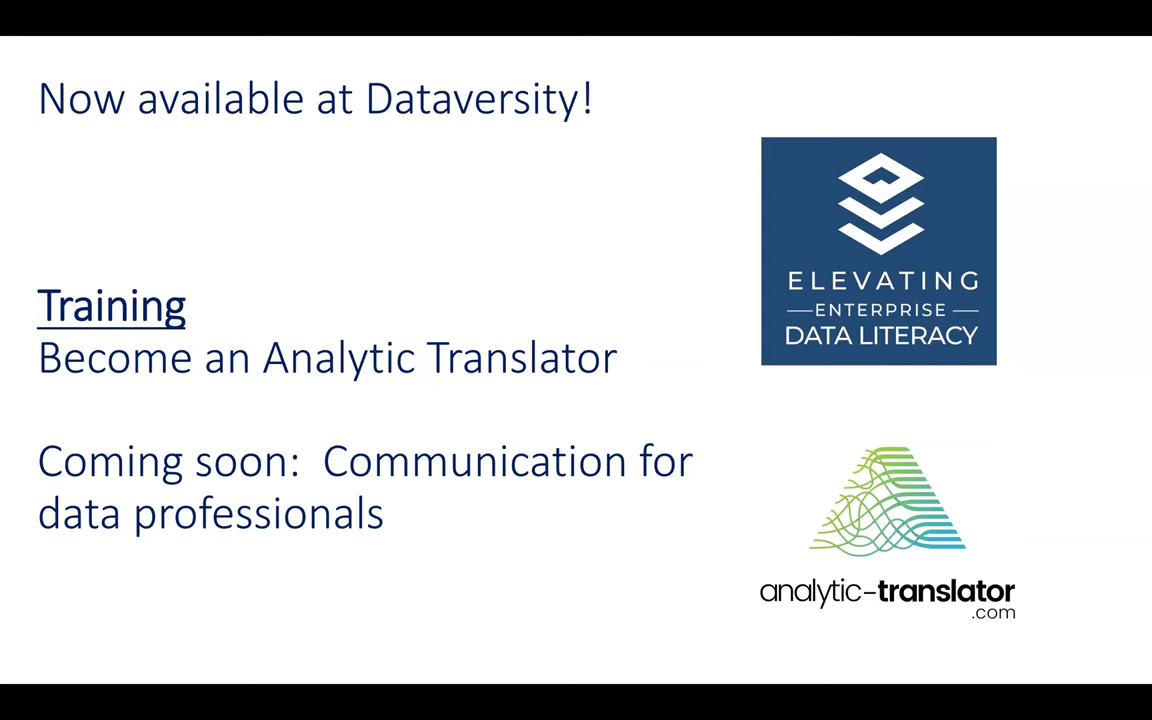 Now available at Dataversity!
Training
Become an Analytic Translator
Coming soon:  Communication for
data professionals
ELEVATING
ENTERPRISE
DATA LITERACY
analytic-translator
.com